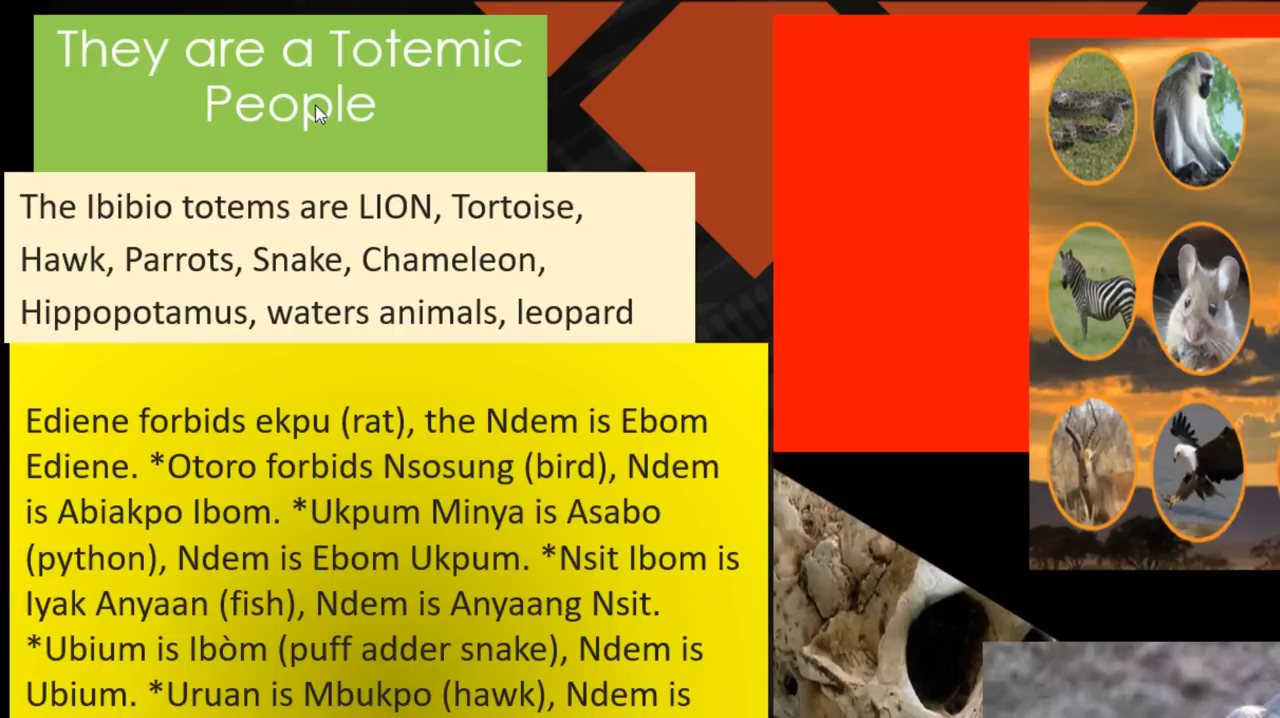 They are a Totemic
People
The Ibibio totems are LION, Tortoise,
Hawk, Parrots, Snake, Chameleon,
Hippopotamus, waters animals, leopard
Ediene forbids ekpu (rat), the Ndem is Ebom
Ediene. *Otoro forbids Nsosung (bird), Ndem
is Abiakpo Ibom. *Ukpum Minya is Asabo
(python), Ndem is Ebom Ukpum. *Nsit Ibom is
Iyak Anyaan (fish), Ndem is Anyaang Nsit.
*Ubium is Ibòm (puff adder snake), Ndem is
Ubium. *Uruan is Mbukpo (hawk), Ndem is